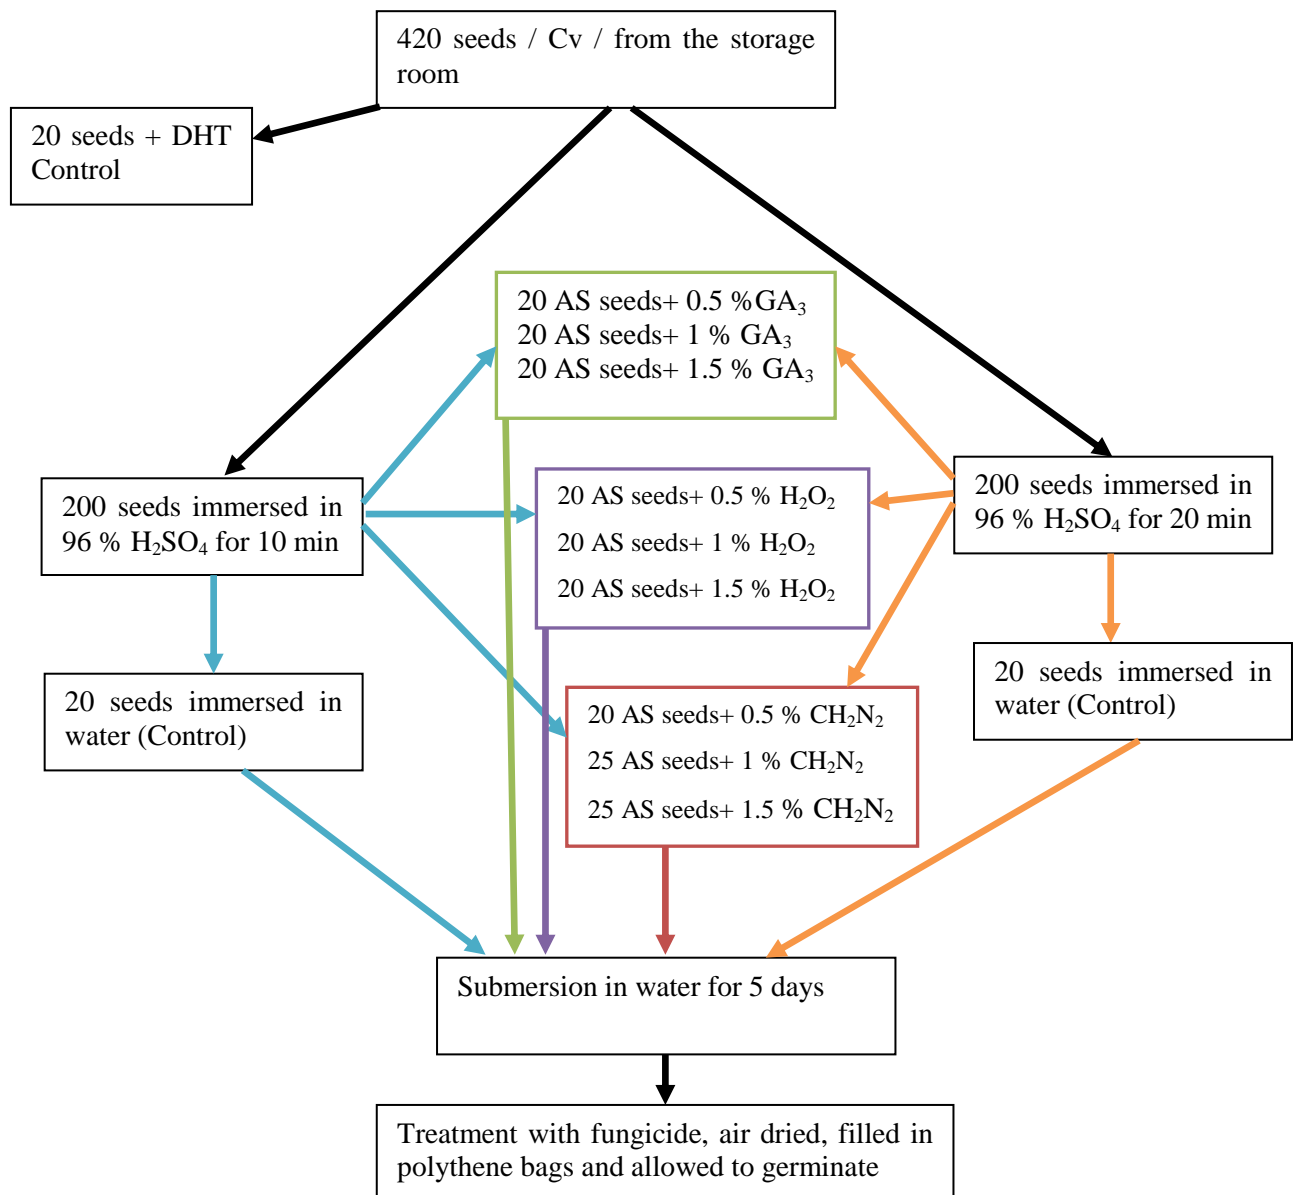 420 seeds / Cv / from the storage
room
20 seeds + DHT
Control
20 AS seeds+ 0.5 %GA₃
20 AS seeds+ 1 % GA₃
20 AS seeds+ 1.5 % GA₃
200 seeds immersed in
96 % H₂SO₄ for 10 min
20 AS seeds+ 0.5 % H₂O₂
20 AS seeds+ 1 % H₂O₂
20 AS seeds+ 1.5 % H₂O₂
200 seeds immersed in
96 % H₂SO₄ for 20 min
20 seeds immersed in
water (Control)
20 AS seeds+ 0.5 % CH₂N₂
25 AS seeds+ 1 % CH₂N₂
25 AS seeds+ 1.5 % CH₂N₂
20 seeds immersed in
water (Control)
Submersion in water for 5 days
Treatment with fungicide, air dried, filled in
polythene bags and allowed to germinate